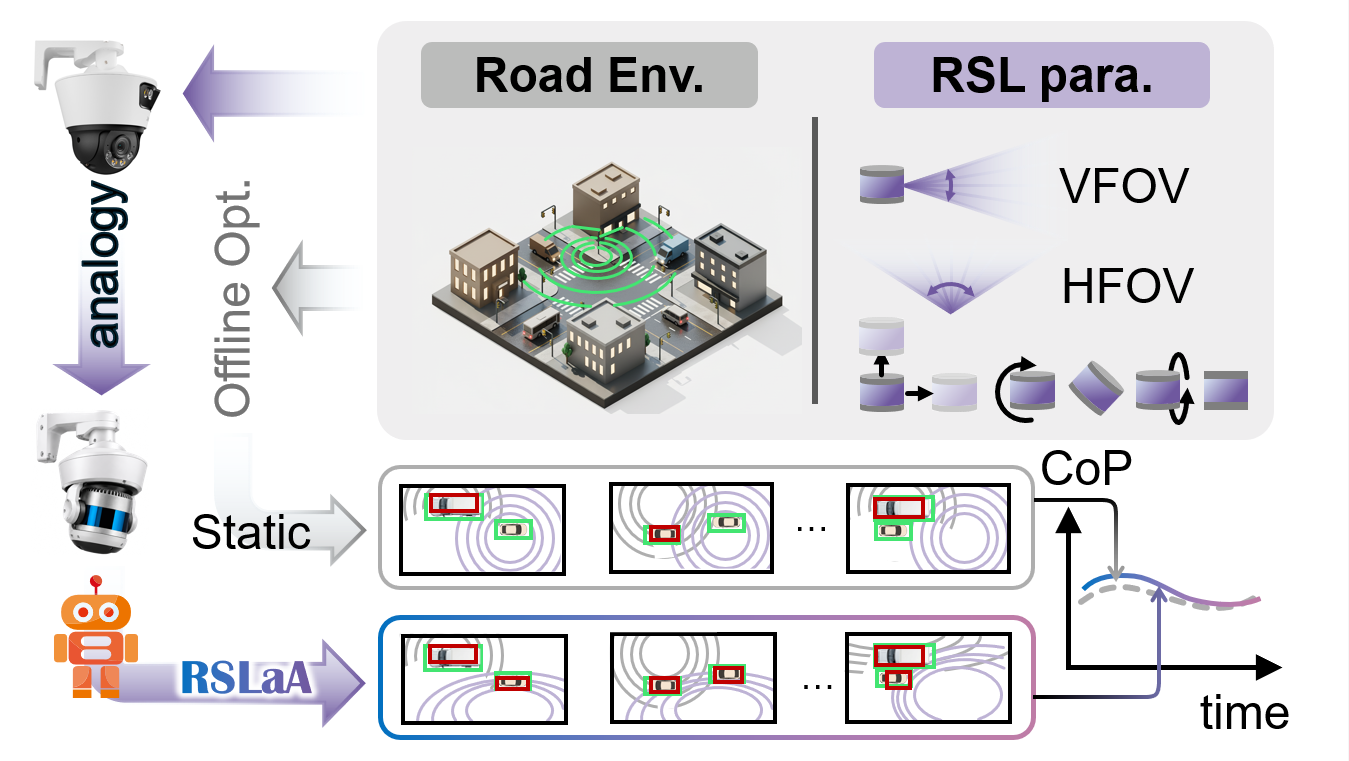 Road Env.
RSL para.
VFOV
HFOV
analogy
Offline Opt.
Static
...
CoP
RSLaA
...
time